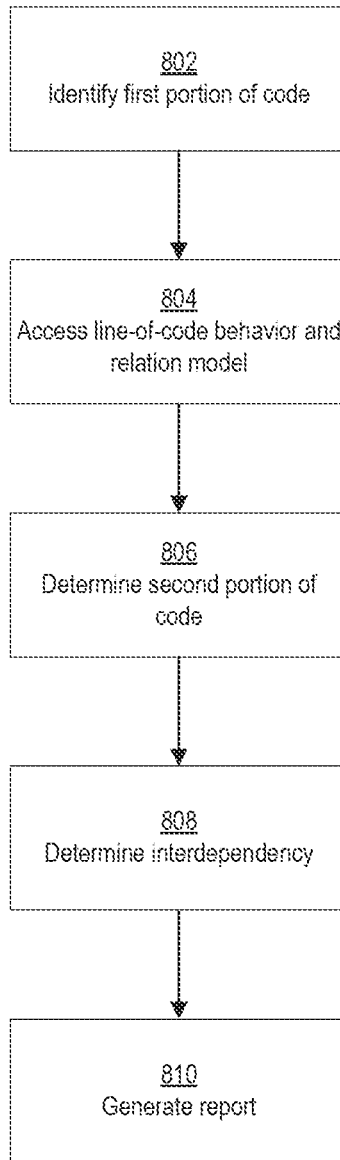 802
Identify first portion of code
804
Access line-of-code behavior and
relation model
806
Determine second portion of
code
808
Determine interdependency
810
Generate report